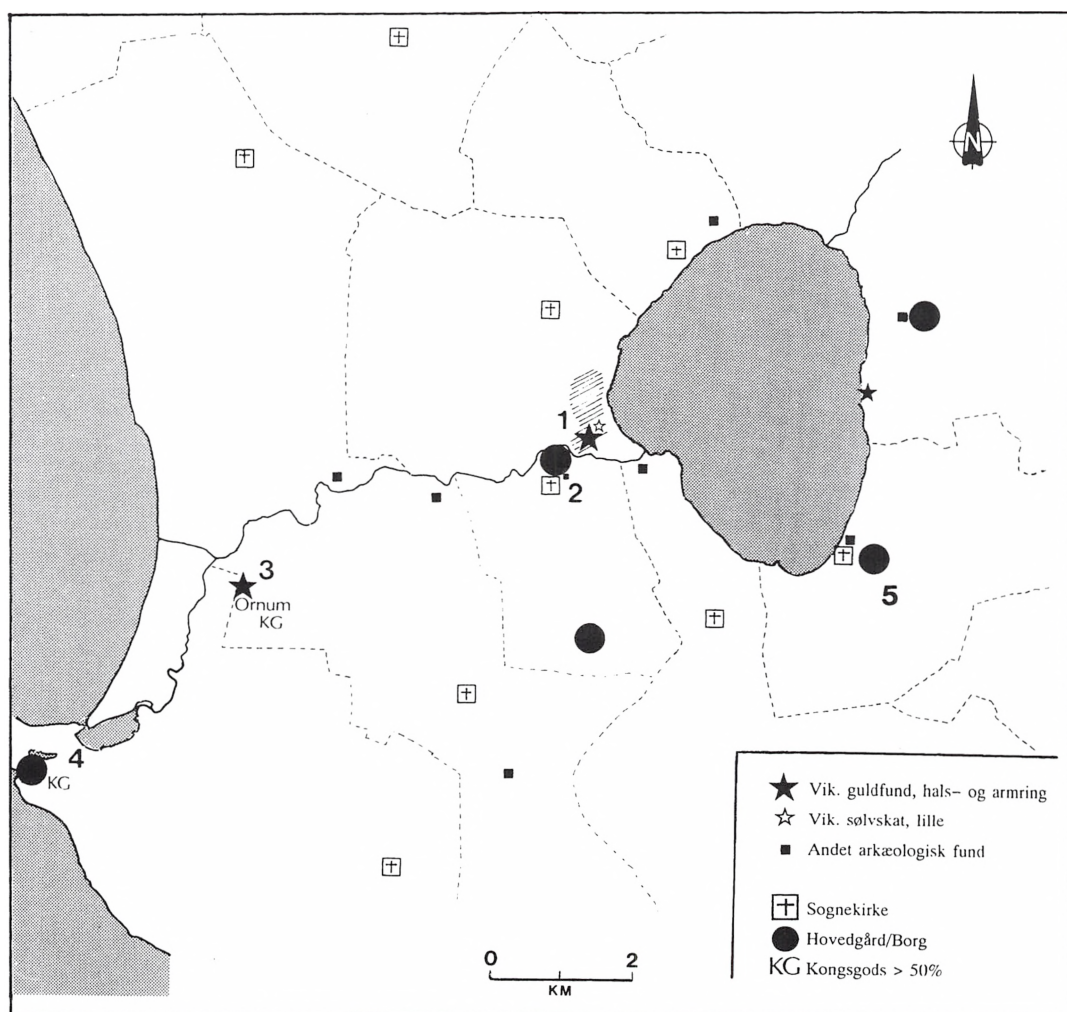 N
1
2
3
Ornum
KG
5
4
KG
Vik. guldfund, hals- og armring
Vik. sølvskat, lille
Andet arkæologisk fund
Sognekirke
Hovedgård/Borg
KG Kongsgods > 50%
0 2
KM